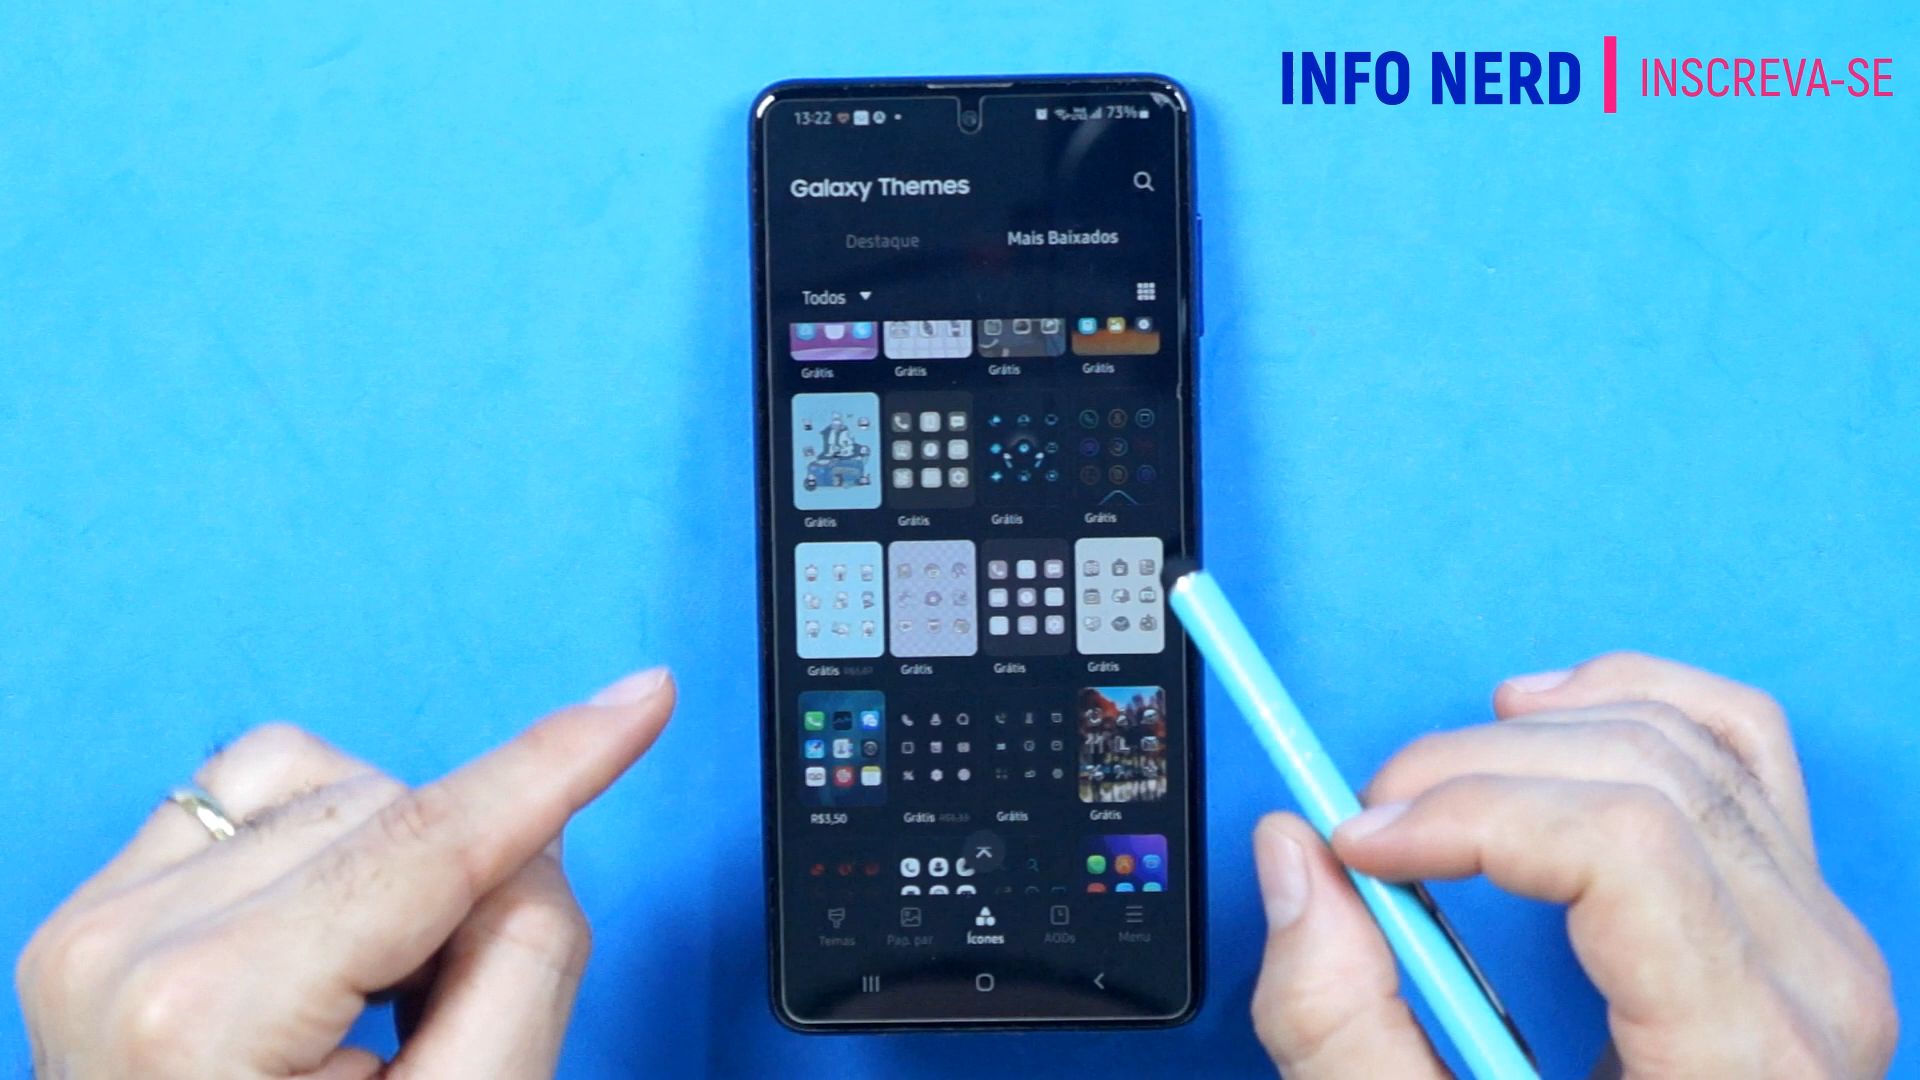 INFO NERD | INSCREVA-SE
13:22
73%
Galaxy Themes
Destaque Mais Baixados
Todos
Grátis Grátis Grátis Grátis
Grátis Grátis Grátis Grátis
Grátis Grátis Grátis Grátis
R$3,50 Grátis Grátis Grátis
Temas Pap. par Ícones AODs Menu